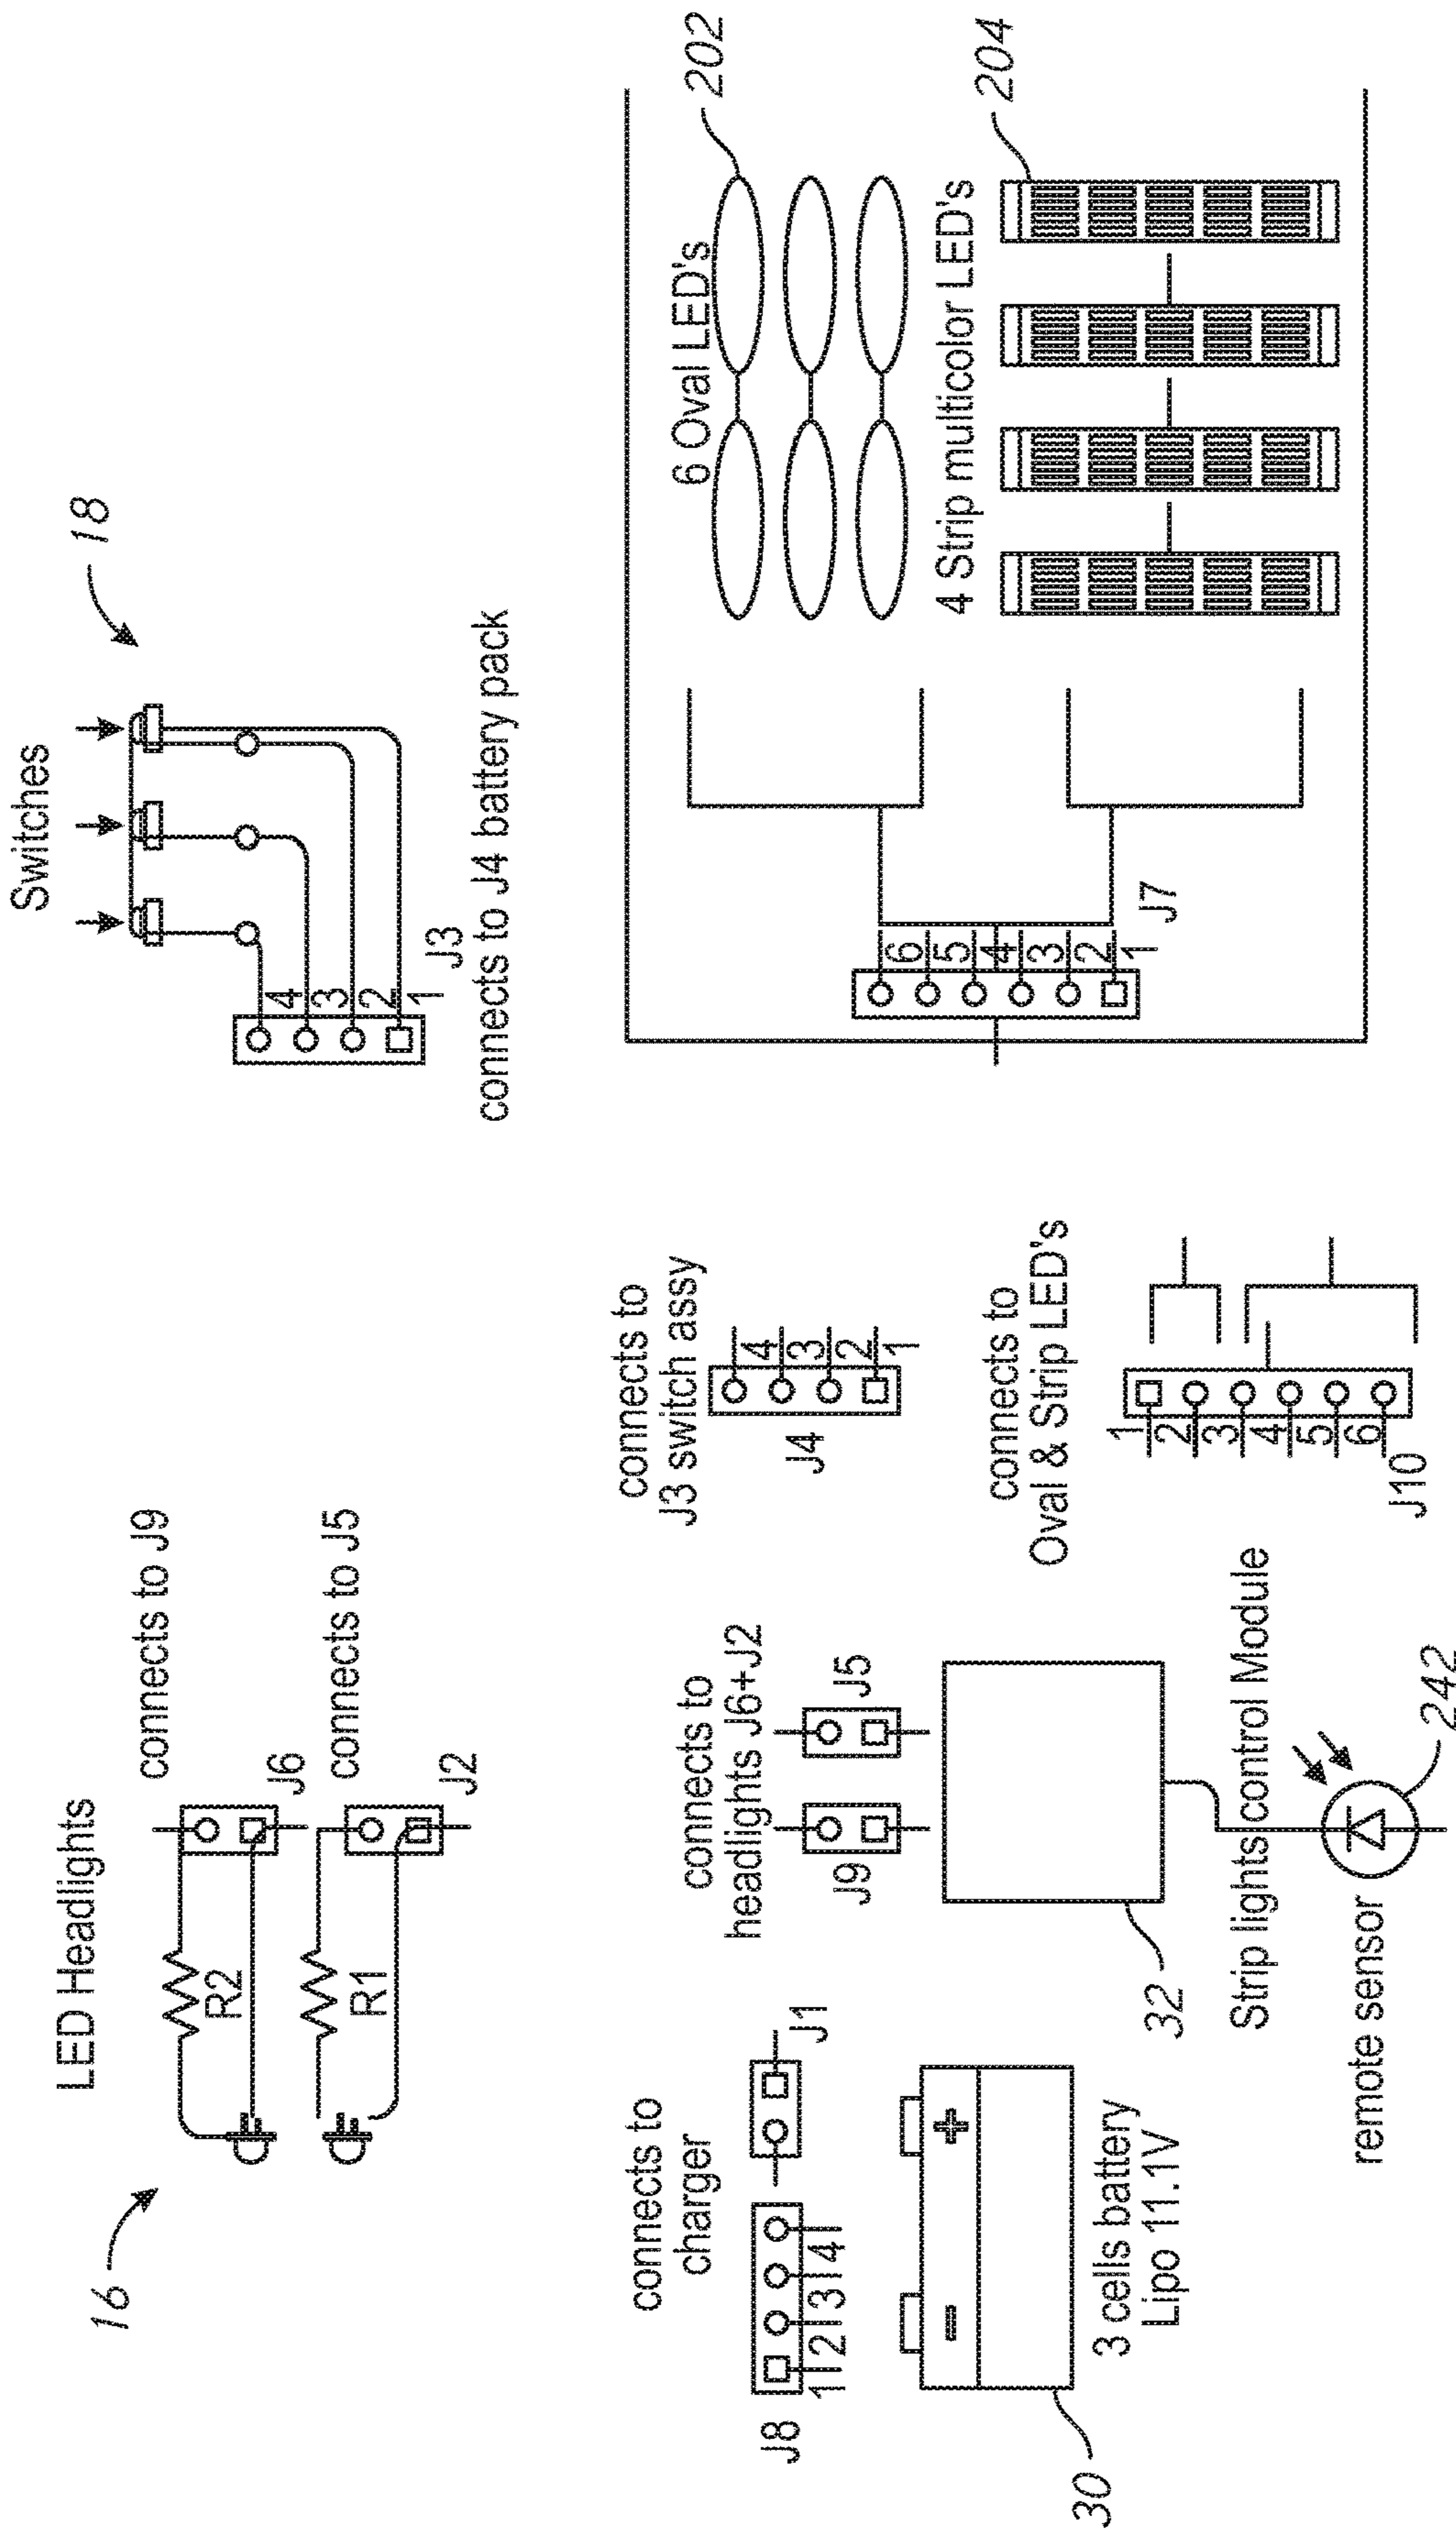 16
LED Headlights
R2
R1
connects to J9
J6
connects to J5
J2
Switches
18
4
3
2
1
J3
connects to J4 battery pack
connects to
charger
J8
1
2
3
4
J1
30
3 cells battery
Lipo 11.1V
connects to
headlights J6+J2
J9
J5
32
Strip lights control Module
remote sensor
242
connects to
J3 switch assy
J4
4
3
2
1
connects to
Oval & Strip LED's
1
2
3
4
5
6
J10
6
5
4
3
2
1
J7
6 Oval LED's
202
4 Strip multicolor LED's
204